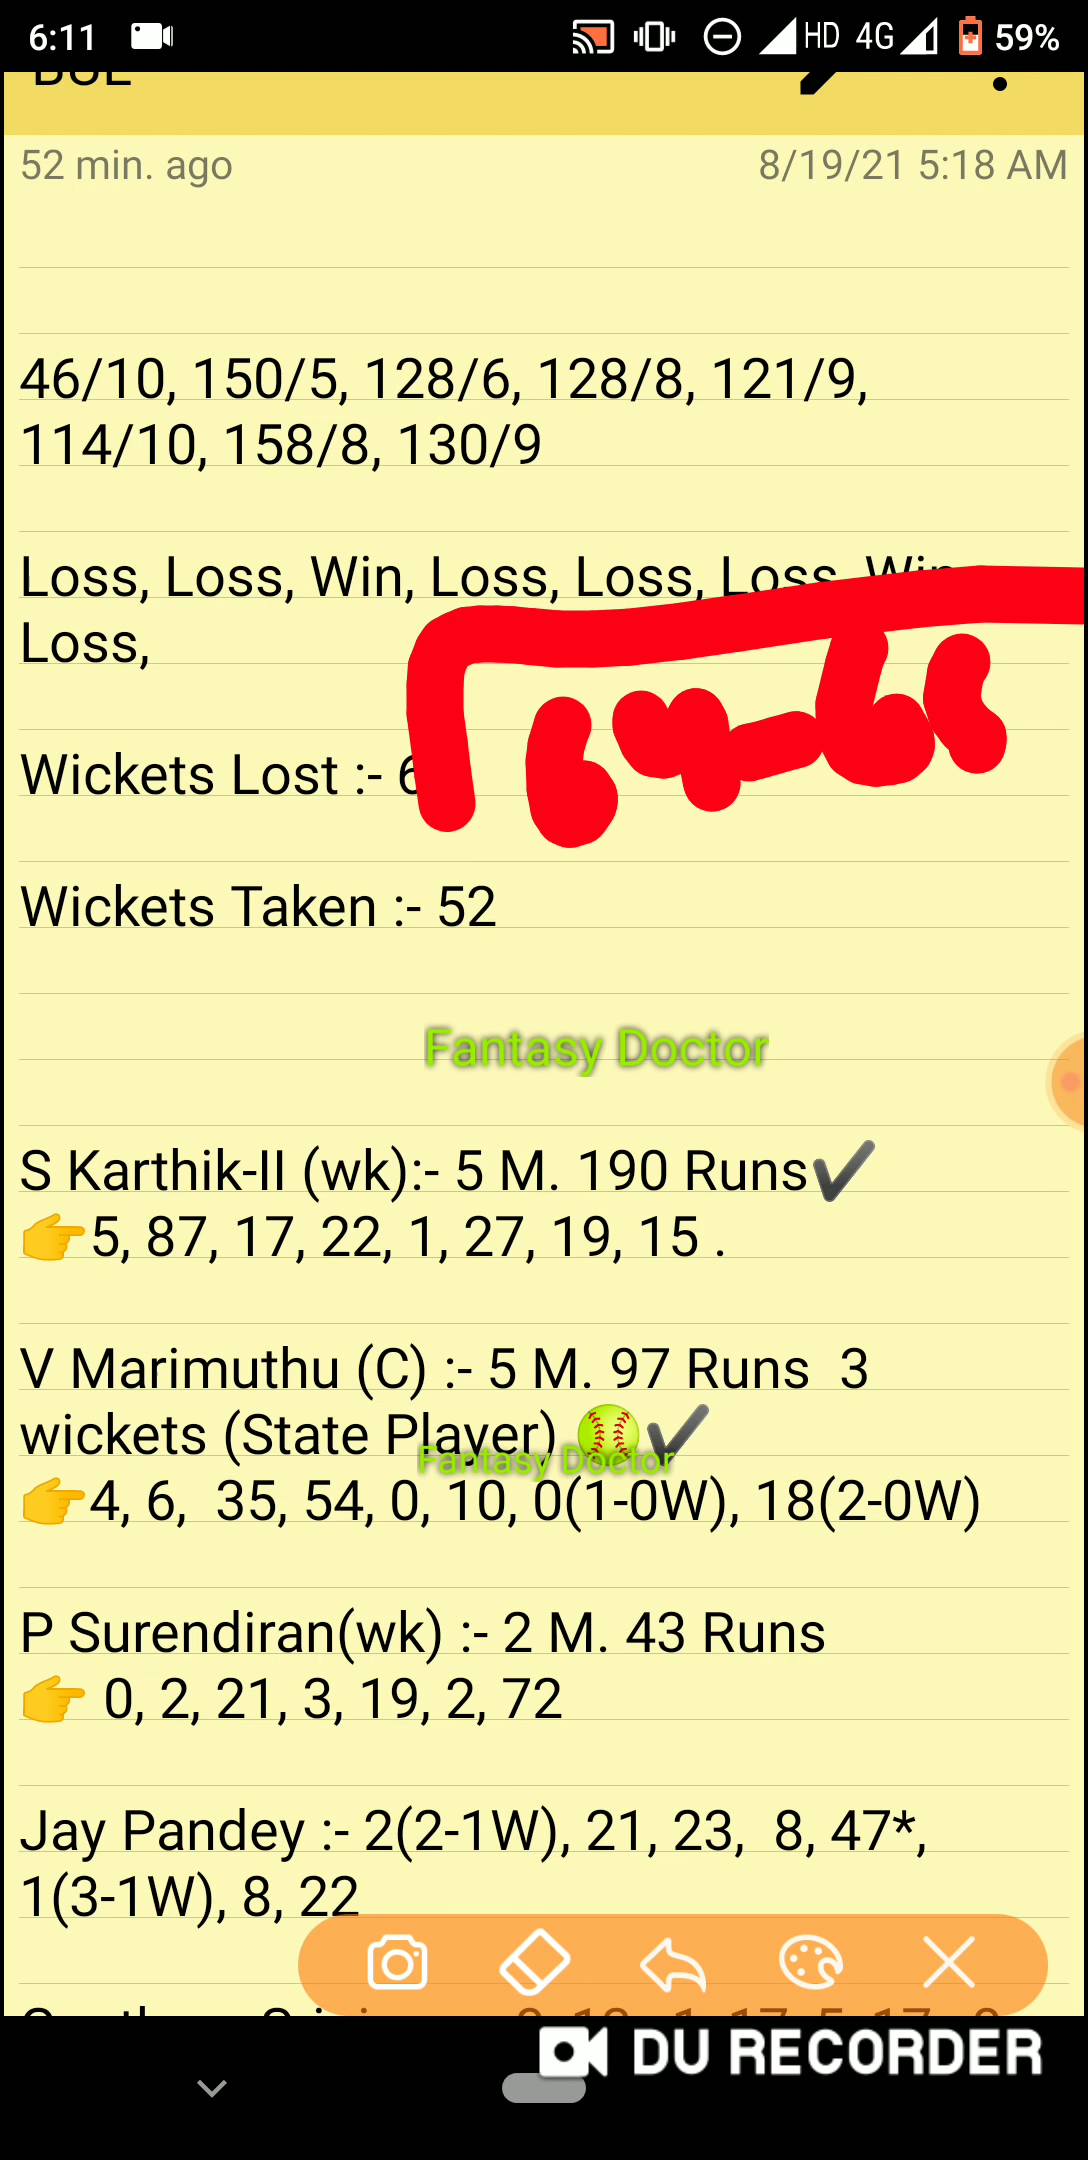 6:11 HD 4G 59%
52 min. ago 8/19/21 5:18 AM
46/10, 150/5, 128/6, 128/8, 121/9,
114/10, 158/8, 130/9
Loss, Loss, Win, Loss, Loss, Loss, Win
Loss,
Wickets Lost :- 6
Wickets Taken :- 52
Fantasy Doctor
S Karthik-II (wk):- 5 M. 190 Runs✔
👉5, 87, 17, 22, 1, 27, 19, 15 .
V Marimuthu (C) :- 5 M. 97 Runs 3
wickets (State Player) 🥎✔
Fantasy Doctor
👉4, 6, 35, 54, 0, 10, 0(1-0W), 18(2-0W)
P Surendiran(wk) :- 2 M. 43 Runs
👉 0, 2, 21, 3, 19, 2, 72
Jay Pandey :- 2(2-1W), 21, 23, 8, 47*,
1(3-1W), 8, 22
DU RECORDER